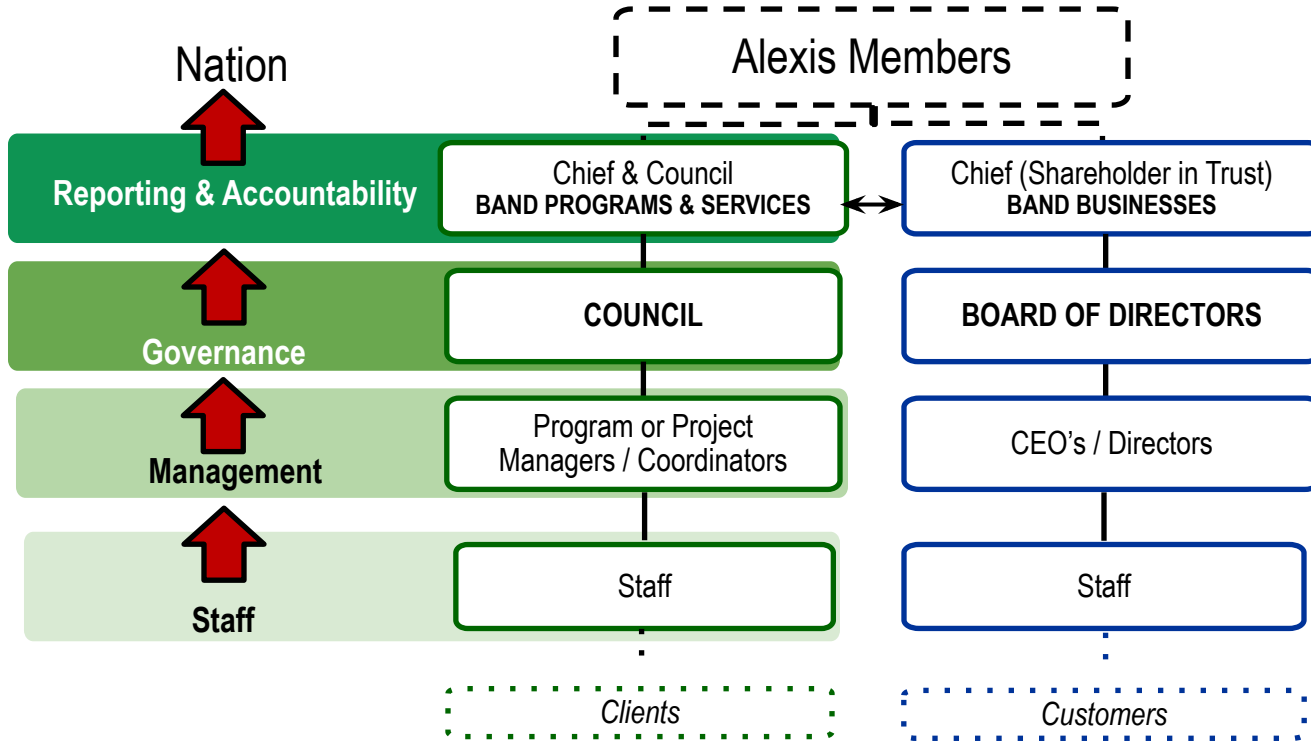 Nation
Alexis Members
Reporting & Accountability
Chief & Council
BAND PROGRAMS & SERVICES
Chief (Shareholder in Trust)
BAND BUSINESSES
Governance
COUNCIL
BOARD OF DIRECTORS
Management
Program or Project
Managers / Coordinators
CEO’s / Directors
Staff
Staff
Staff
Clients
Customers